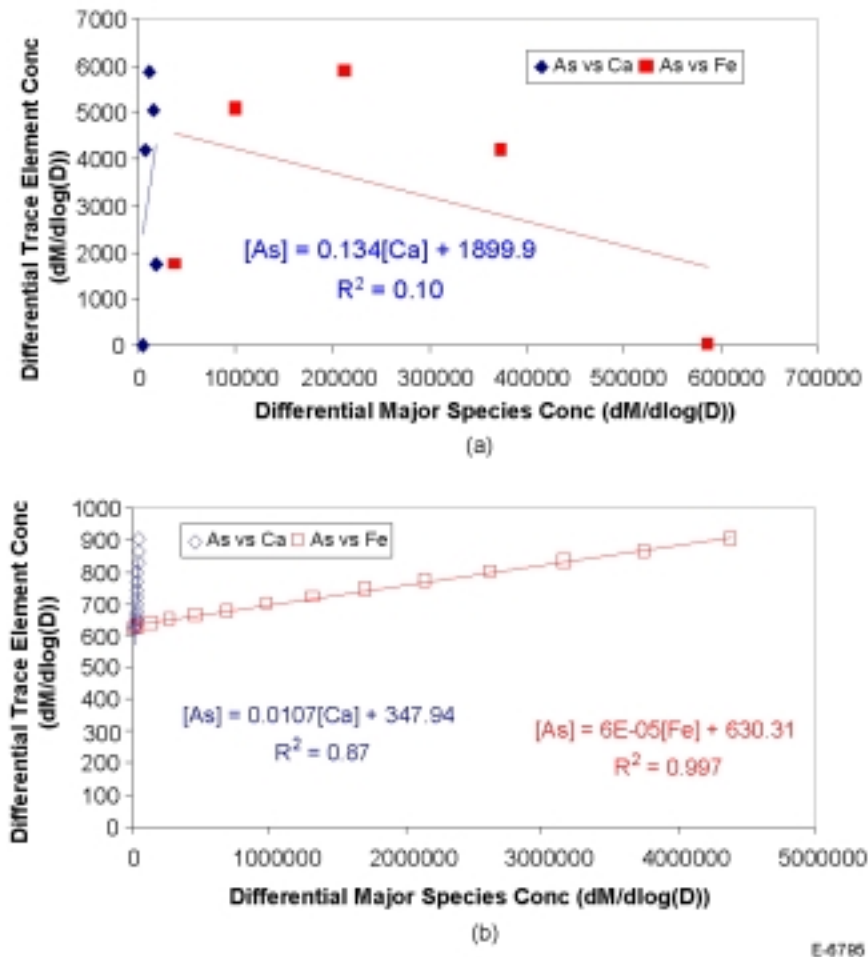 7000
6000
5000
4000
3000
2000
1000
0
Differential Trace Element Conc
(dM/dlog(D))
As vs Ca As vs Fe
[As] = 0.134[Ca] + 1899.9
R² = 0.10
0 100000 200000 300000 400000 500000 600000 700000
Differential Major Species Conc (dM/dlog(D))
(a)
1000
900
800
700
600
500
400
300
200
100
0
Differential Trace Element Conc
(dM/dlog(D))
As vs Ca As vs Fe
[As] = 0.0107[Ca] + 347.94
R² = 0.87
[As] = 6E-05[Fe] + 630.31
R² = 0.997
0 1000000 2000000 3000000 4000000 5000000
Differential Major Species Conc (dM/dlog(D))
(b)
E-6795